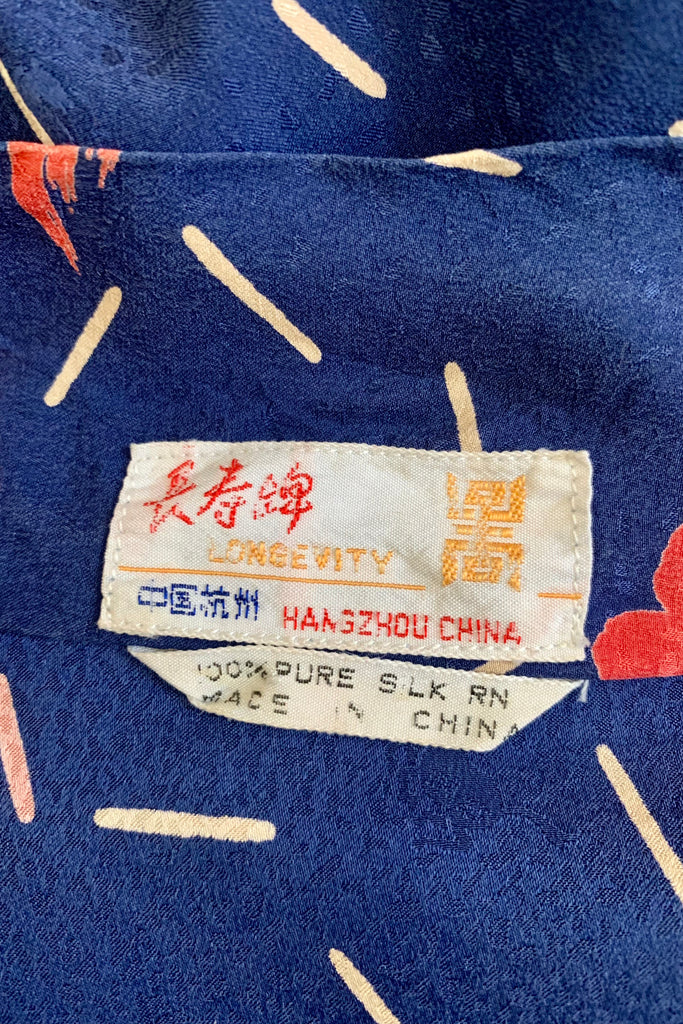 長寿牌
LONGEVITY
中国杭州 HANGZHOU CHINA
100% PURE SILK RN
MADE IN CHINA